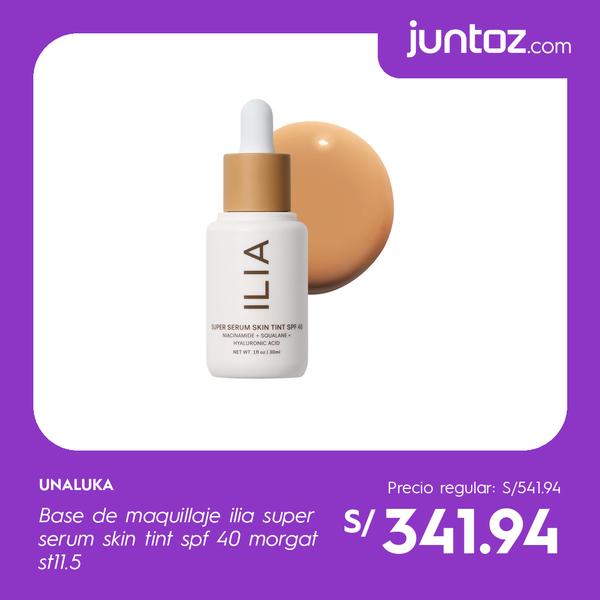 juntoz.com
ILIA
SUPER SERUM SKIN TINT SPF 40
NIACINAMIDE + SQUALANE +
HYALURONIC ACID
NET WT. 1fl oz | 30ml
UNALUKA
Base de maquillaje ilia super
serum skin tint spf 40 morgat
st11.5
Precio regular: S/541.94
S/ 341.94